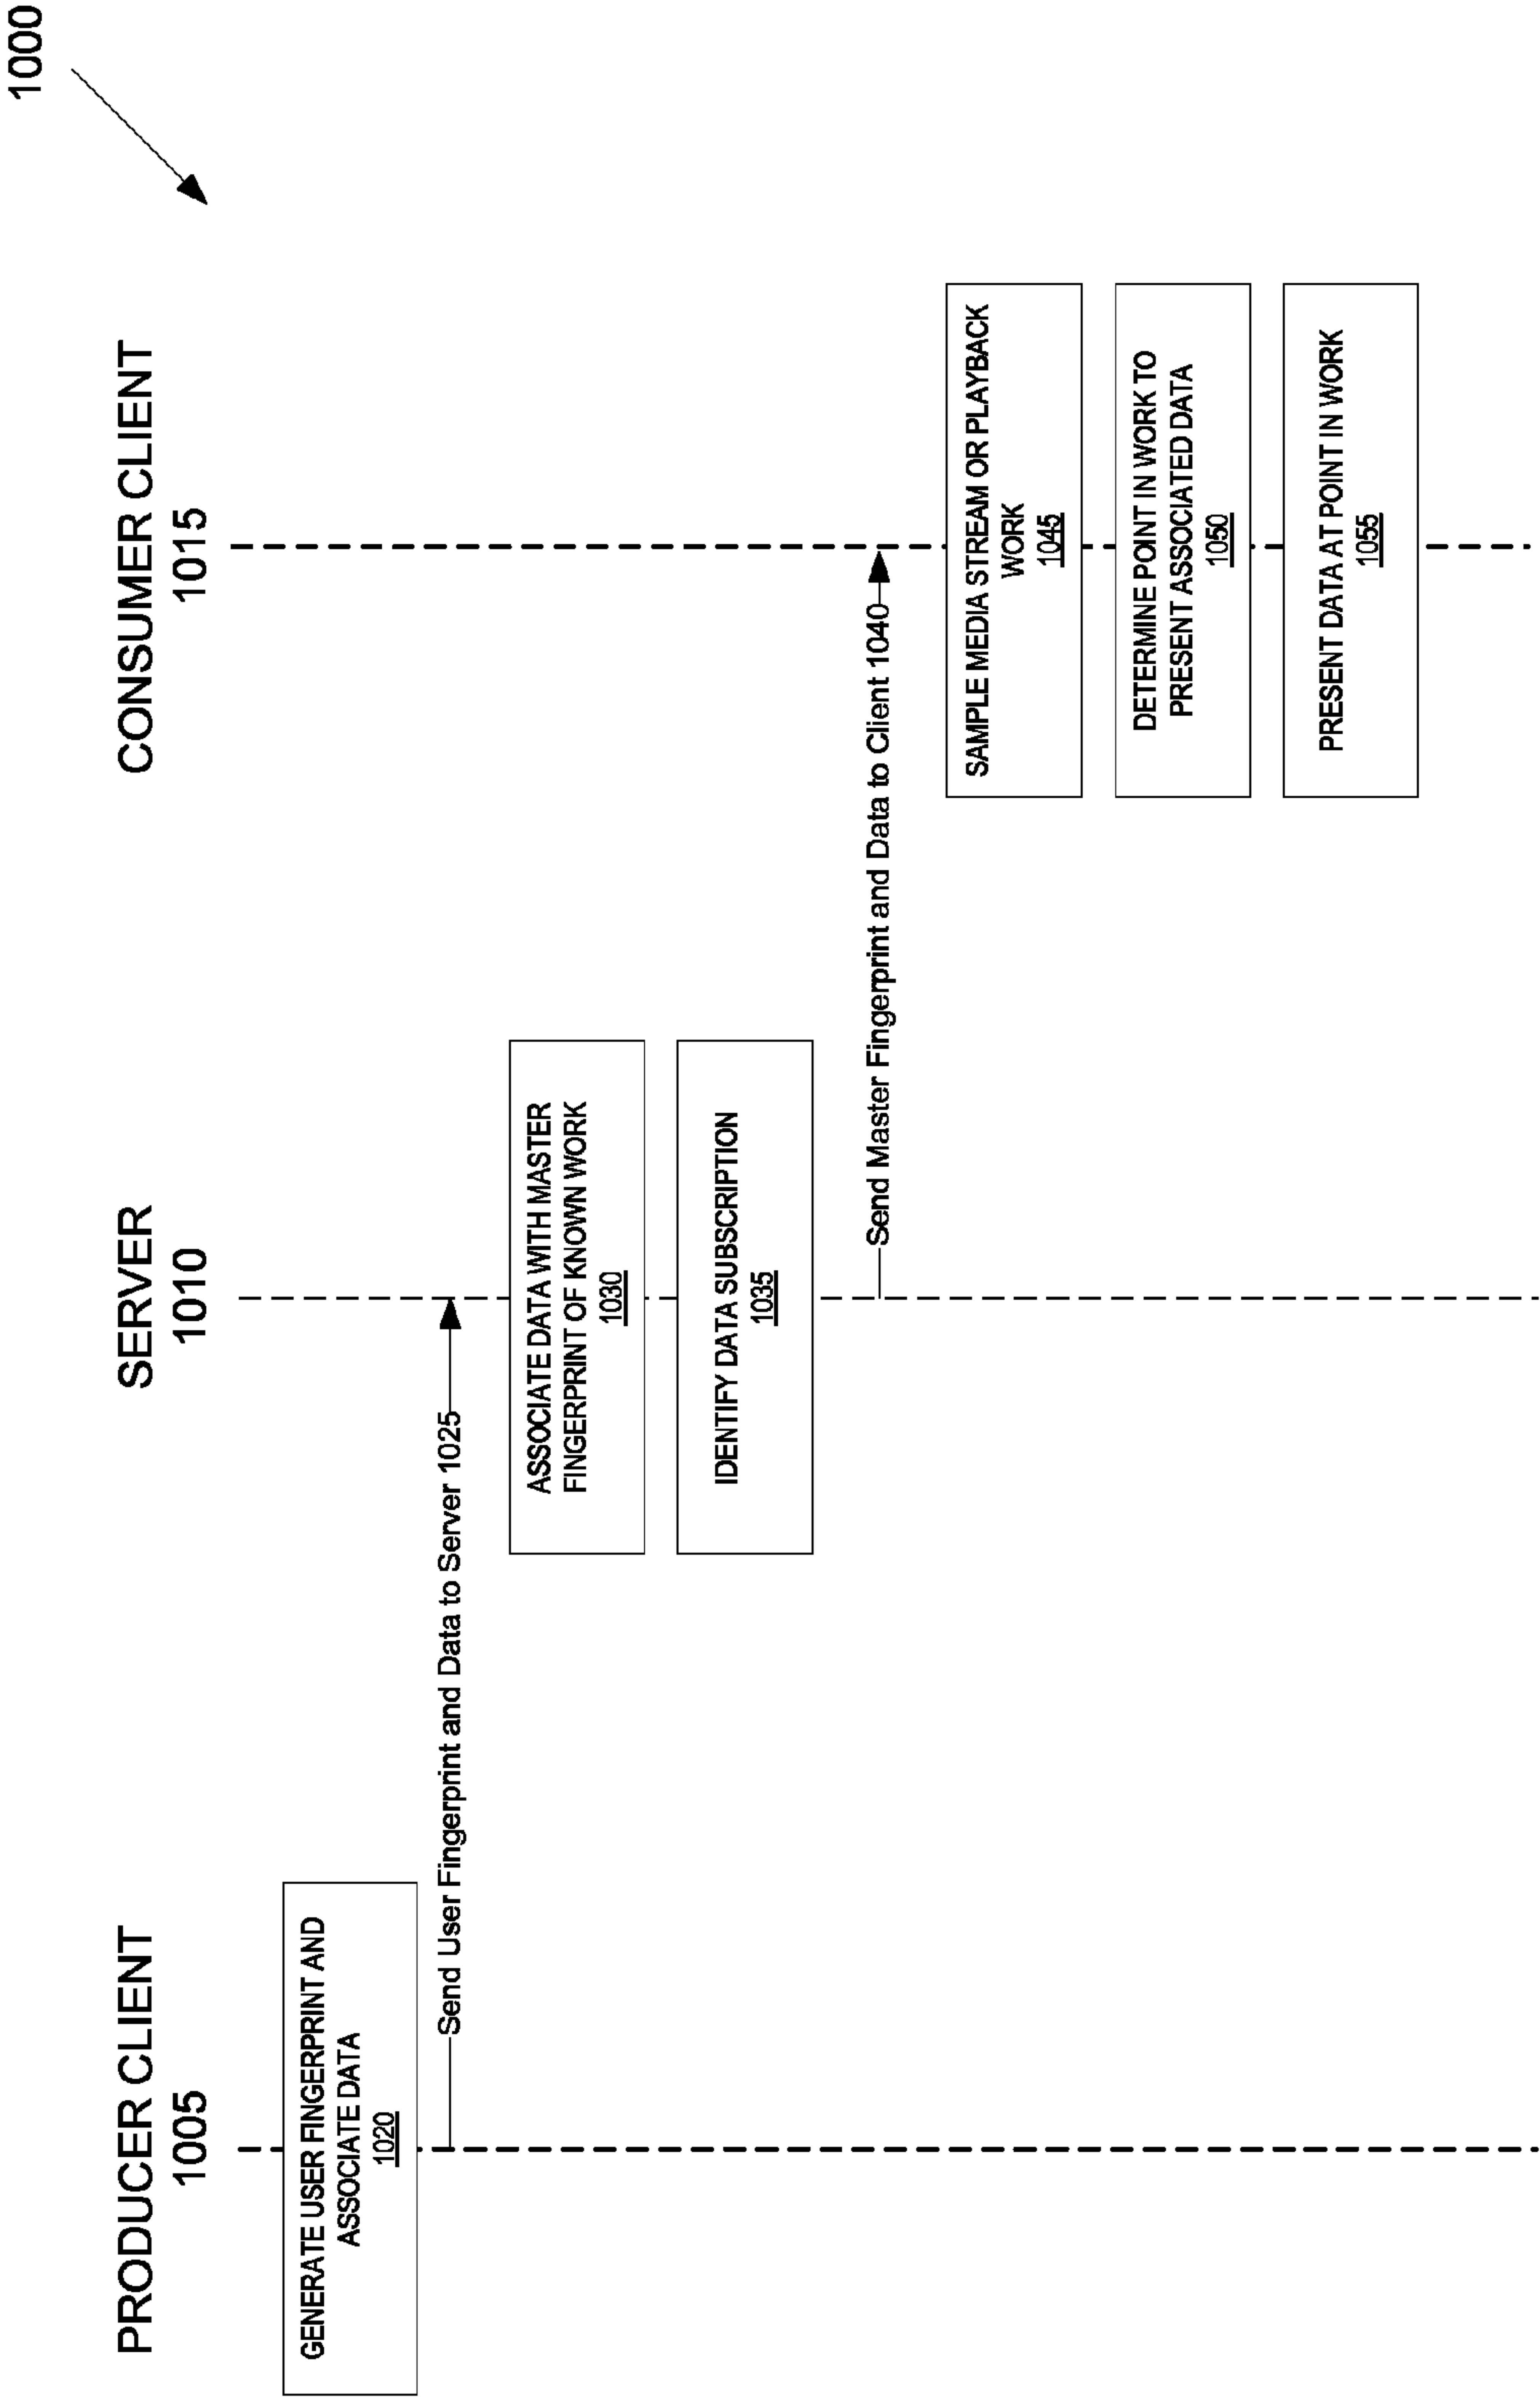 1000
PRODUCER CLIENT
1005
SERVER
1010
CONSUMER CLIENT
1015
GENERATE USER FINGERPRINT AND
ASSOCIATE DATA
1020
Send User Fingerprint and Data to Server 1025
ASSOCIATE DATA WITH MASTER
FINGERPRINT OF KNOWN WORK
1030
IDENTIFY DATA SUBSCRIPTION
1035
Send Master Fingerprint and Data to Client 1040
SAMPLE MEDIA STREAM OR PLAYBACK
WORK
1045
DETERMINE POINT IN WORK TO
PRESENT ASSOCIATED DATA
1050
PRESENT DATA AT POINT IN WORK
1055